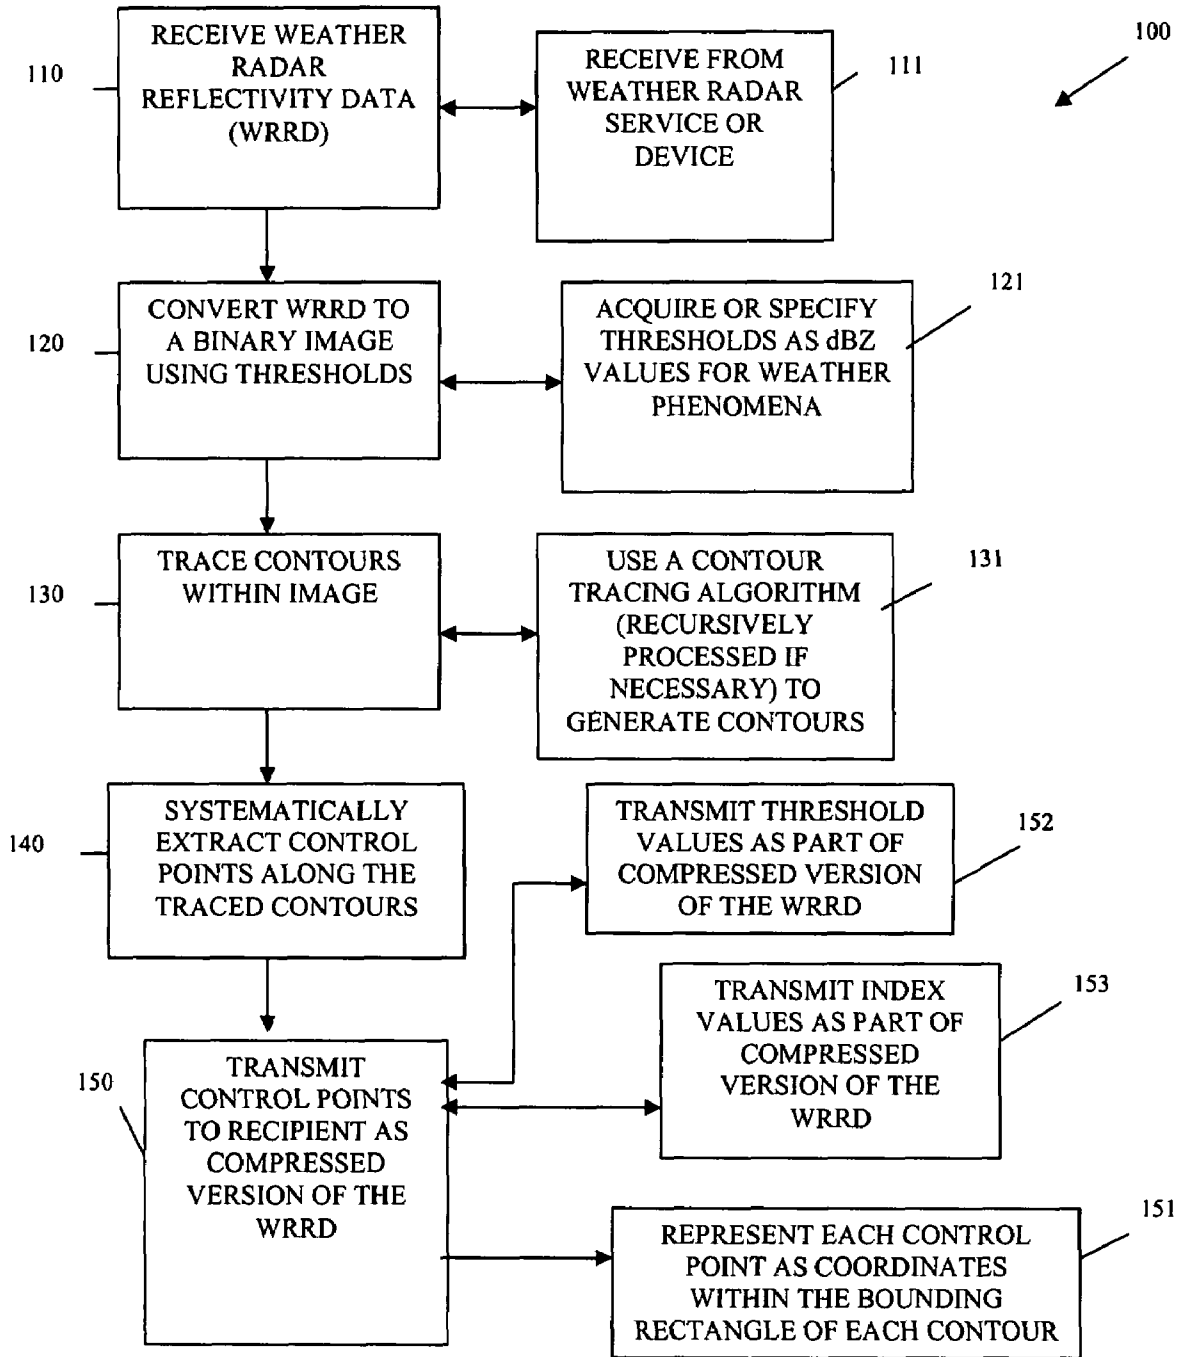 RECEIVE WEATHER
RADAR
REFLECTIVITY DATA
(WRRD)
110
RECEIVE FROM
WEATHER RADAR
SERVICE OR
DEVICE
111
100
CONVERT WRRD TO
A BINARY IMAGE
USING THRESHOLDS
120
ACQUIRE OR SPECIFY
THRESHOLDS AS dBZ
VALUES FOR WEATHER
PHENOMENA
121
TRACE CONTOURS
WITHIN IMAGE
130
USE A CONTOUR
TRACING ALGORITHM
(RECURSIVELY
PROCESSED IF
NECESSARY) TO
GENERATE CONTOURS
131
SYSTEMATICALLY
EXTRACT CONTROL
POINTS ALONG THE
TRACED CONTOURS
140
TRANSMIT THRESHOLD
VALUES AS PART OF
COMPRESSED VERSION
OF THE WRRD
152
TRANSMIT INDEX
VALUES AS PART OF
COMPRESSED
VERSION OF THE
WRRD
153
TRANSMIT
CONTROL POINTS
TO RECIPIENT AS
COMPRESSED
VERSION OF THE
WRRD
150
REPRESENT EACH CONTROL
POINT AS COORDINATES
WITHIN THE BOUNDING
RECTANGLE OF EACH CONTOUR
151